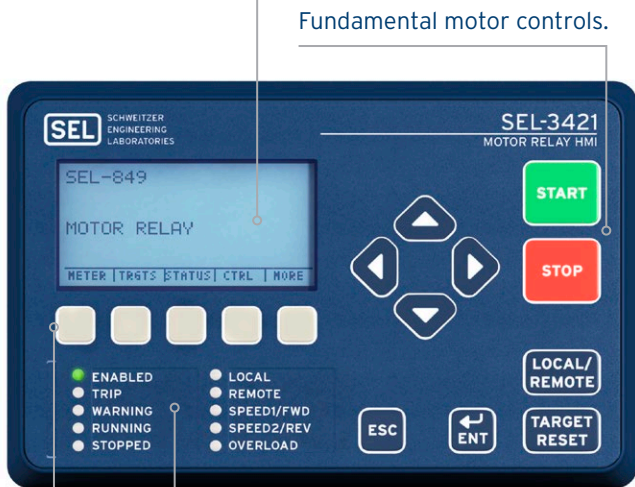 Fundamental motor controls.
SEL
SCHWEITZER
ENGINEERING
LABORATORIES
SEL-3421
MOTOR RELAY HMI
SEL-849
MOTOR RELAY
METER | TRGTS | STATUS | CTRL | MORE
START
STOP
ENABLED
TRIP
WARNING
RUNNING
STOPPED
LOCAL
REMOTE
SPEED1/FWD
SPEED2/REV
OVERLOAD
LOCAL/
REMOTE
ESC
ENT
TARGET
RESET